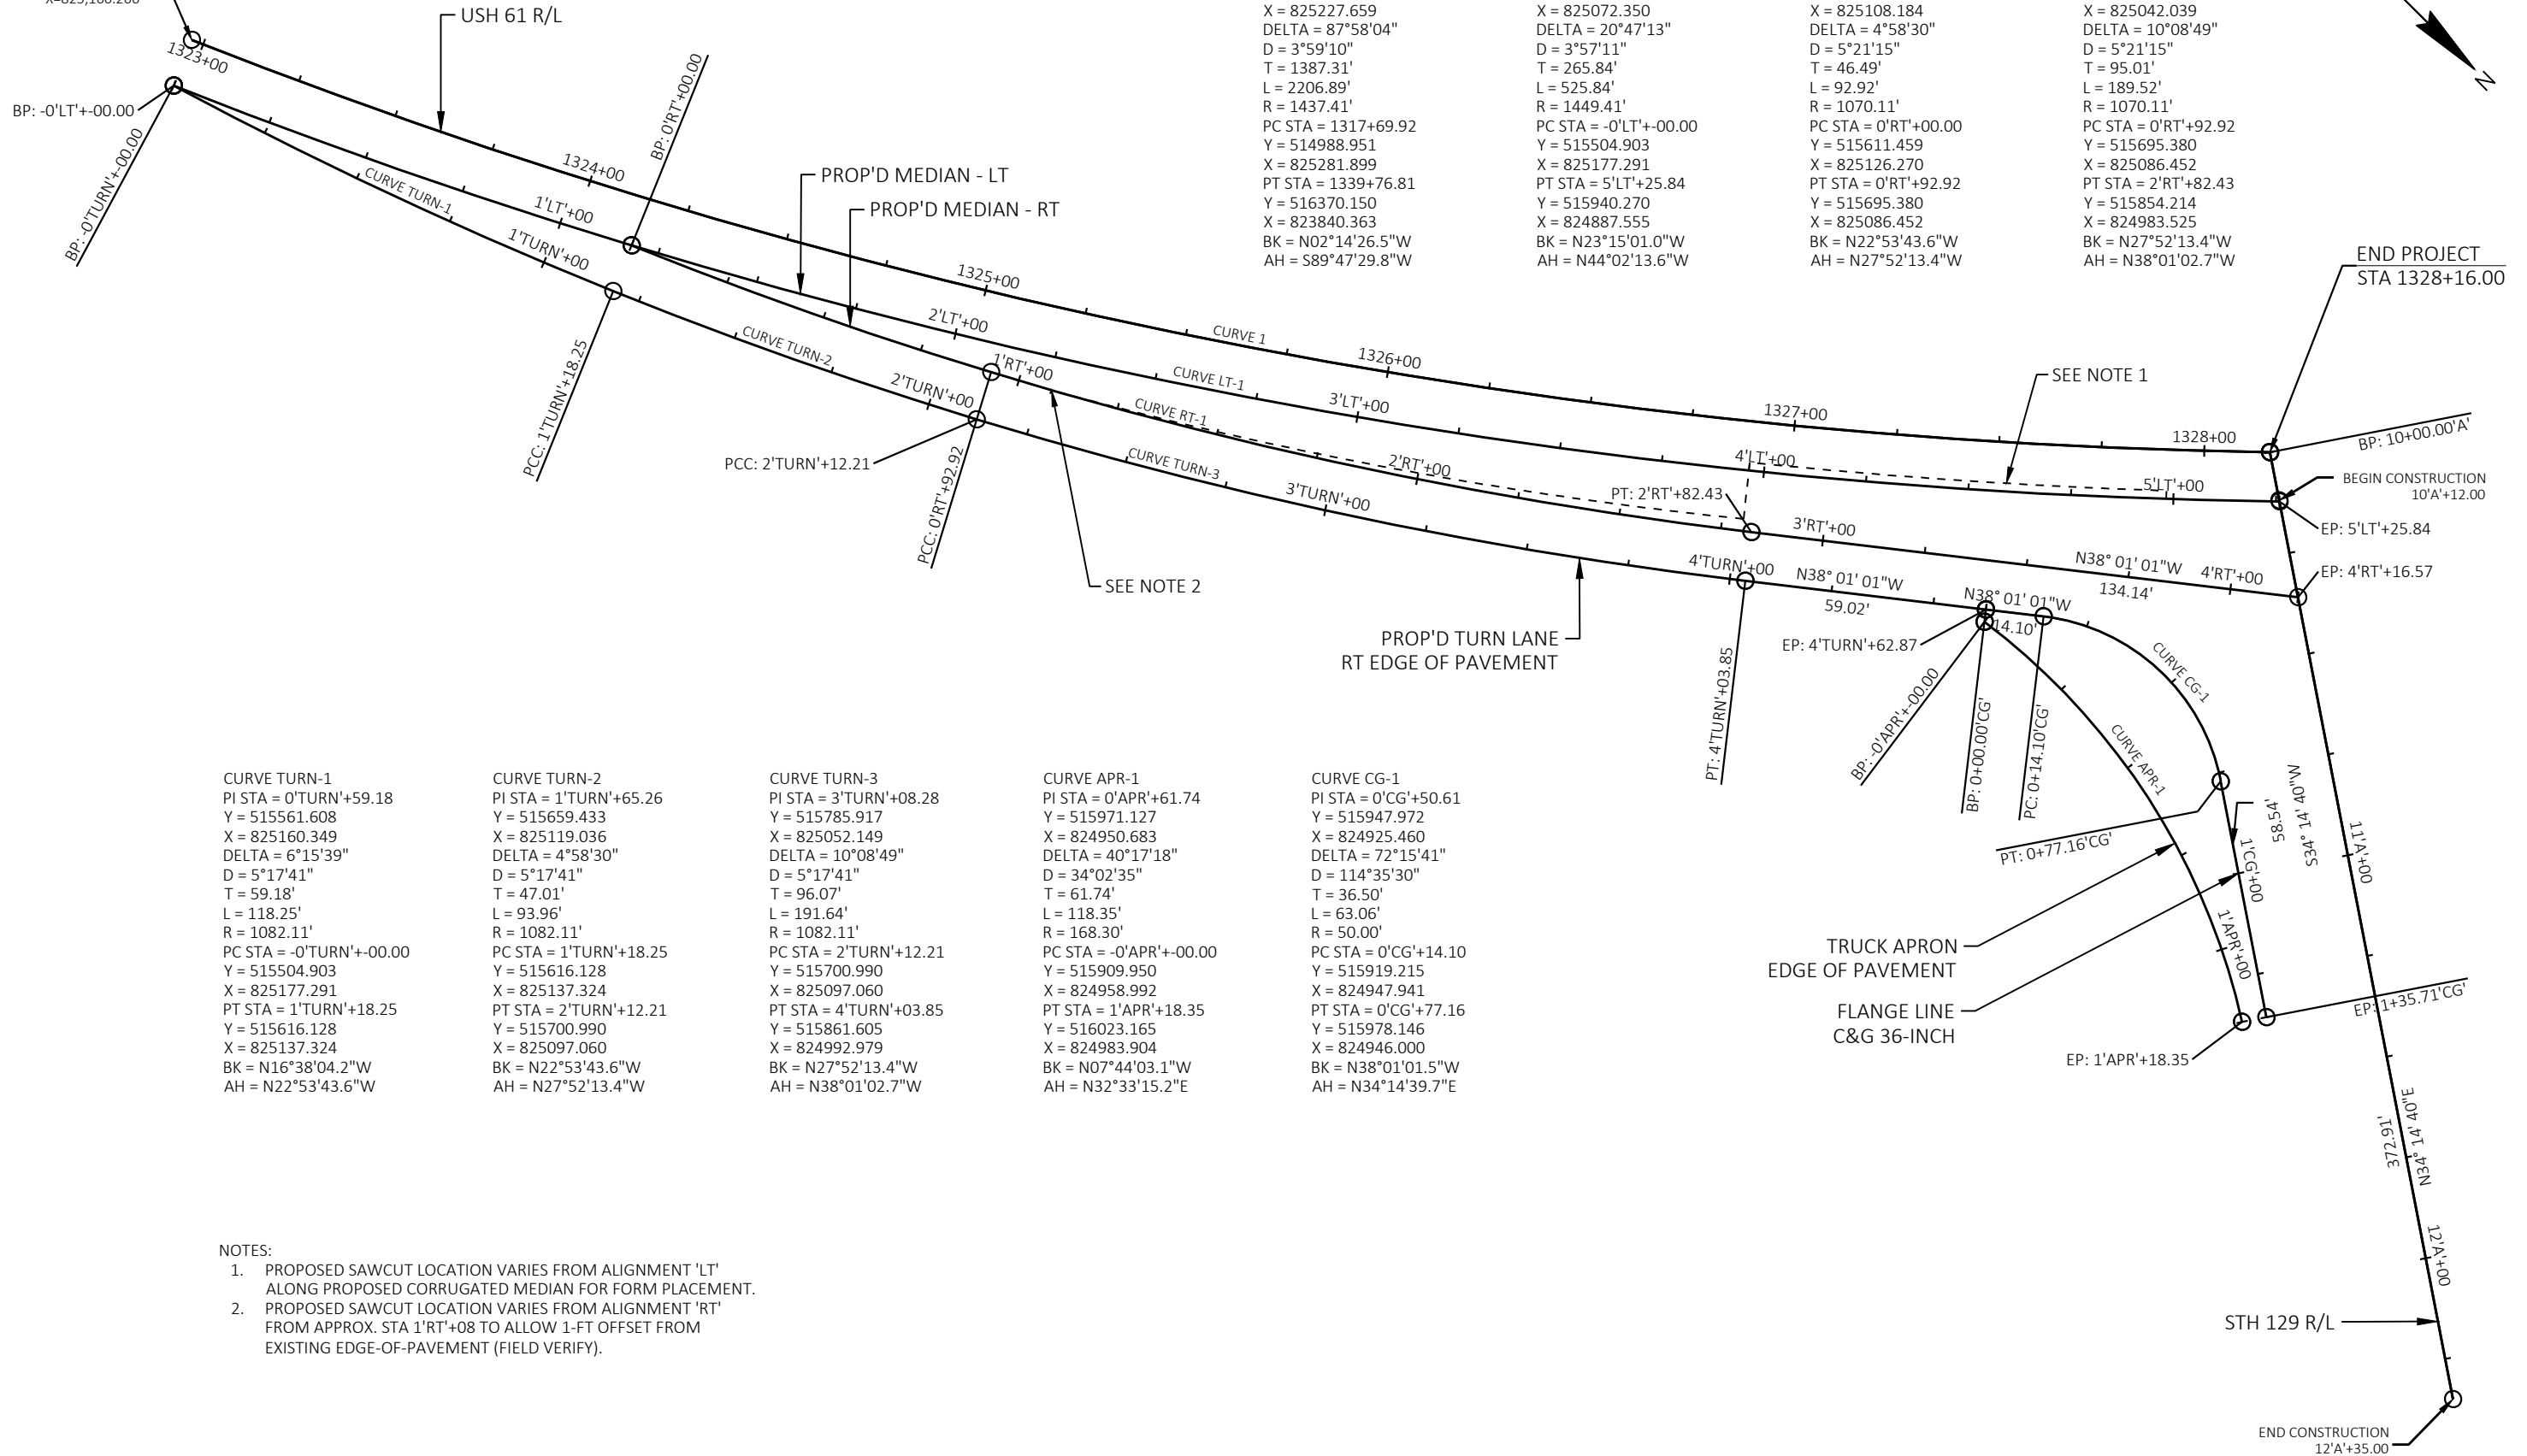 USH 61 R/L
1323+00
BP: -0'LT'+-00.00
BP: -0'TURN'+-00.00
BP: 0'RT'+00.00
1324+00
CURVE TURN-1
1'LT'+00
1'TURN'+00
PROP'D MEDIAN - LT
PROP'D MEDIAN - RT
1325+00
2'LT'+00
CURVE 1
1326+00
CURVE TURN-2
PCC: 1'TURN'+18.25
2'TURN'+00
1'RT'+00
PCC: 2'TURN'+12.21
PCC: 0'RT'+92.92
CURVE LT-1
CURVE RT-1
3'LT'+00
CURVE TURN-3
SEE NOTE 2
3'TURN'+00
2'RT'+00
1327+00
SEE NOTE 1
1328+00
4'LT'+00
5'LT'+00
PT: 2'RT'+82.43
3'RT'+00
N38° 01' 01"W
134.14'
4'RT'+00
4'TURN'+00
N38° 01' 01"W
59.02'
N38° 01' 01"W
14.10'
EP: 4'TURN'+62.87
PROP'D TURN LANE
RT EDGE OF PAVEMENT
PT: 4'TURN'+03.85
BP: -0'APR'+-00.00
BP: 0+00.00'CG'
PC: 0+14.10'CG'
CURVE CG-1
CURVE APR-1
END PROJECT
STA 1328+16.00
BP: 10+00.00'A'
BEGIN CONSTRUCTION
10'A'+12.00
EP: 5'LT'+25.84
EP: 4'RT'+16.57
N
X = 825227.659
DELTA = 87°58'04"
D = 3°59'10"
T = 1387.31'
L = 2206.89'
R = 1437.41'
PC STA = 1317+69.92
Y = 514988.951
X = 825281.899
PT STA = 1339+76.81
Y = 516370.150
X = 823840.363
BK = N02°14'26.5"W
AH = S89°47'29.8"W
X = 825072.350
DELTA = 20°47'13"
D = 3°57'11"
T = 265.84'
L = 525.84'
R = 1449.41'
PC STA = -0'LT'+-00.00
Y = 515504.903
X = 825177.291
PT STA = 5'LT'+25.84
Y = 515940.270
X = 824887.555
BK = N23°15'01.0"W
AH = N44°02'13.6"W
X = 825108.184
DELTA = 4°58'30"
D = 5°21'15"
T = 46.49'
L = 92.92'
R = 1070.11'
PC STA = 0'RT'+00.00
Y = 515611.459
X = 825126.270
PT STA = 0'RT'+92.92
Y = 515695.380
X = 825086.452
BK = N22°53'43.6"W
AH = N27°52'13.4"W
X = 825042.039
DELTA = 10°08'49"
D = 5°21'15"
T = 95.01'
L = 189.52'
R = 1070.11'
PC STA = 0'RT'+92.92
Y = 515695.380
X = 825086.452
PT STA = 2'RT'+82.43
Y = 515854.214
X = 824983.525
BK = N27°52'13.4"W
AH = N38°01'02.7"W
CURVE TURN-1
PI STA = 0'TURN'+59.18
Y = 515561.608
X = 825160.349
DELTA = 6°15'39"
D = 5°17'41"
T = 59.18'
L = 118.25'
R = 1082.11'
PC STA = -0'TURN'+-00.00
Y = 515504.903
X = 825177.291
PT STA = 1'TURN'+18.25
Y = 515616.128
X = 825137.324
BK = N16°38'04.2"W
AH = N22°53'43.6"W
CURVE TURN-2
PI STA = 1'TURN'+65.26
Y = 515659.433
X = 825119.036
DELTA = 4°58'30"
D = 5°17'41"
T = 47.01'
L = 93.96'
R = 1082.11'
PC STA = 1'TURN'+18.25
Y = 515616.128
X = 825137.324
PT STA = 2'TURN'+12.21
Y = 515700.990
X = 825097.060
BK = N22°53'43.6"W
AH = N27°52'13.4"W
CURVE TURN-3
PI STA = 3'TURN'+08.28
Y = 515785.917
X = 825052.149
DELTA = 10°08'49"
D = 5°17'41"
T = 96.07'
L = 191.64'
R = 1082.11'
PC STA = 2'TURN'+12.21
Y = 515700.990
X = 825097.060
PT STA = 4'TURN'+03.85
Y = 515861.605
X = 824992.979
BK = N27°52'13.4"W
AH = N38°01'02.7"W
CURVE APR-1
PI STA = 0'APR'+61.74
Y = 515971.127
X = 824950.683
DELTA = 40°17'18"
D = 34°02'35"
T = 61.74'
L = 118.35'
R = 168.30'
PC STA = -0'APR'+-00.00
Y = 515909.950
X = 824958.992
PT STA = 1'APR'+18.35
Y = 516023.165
X = 824983.904
BK = N07°44'03.1"W
AH = N32°33'15.2"E
CURVE CG-1
PI STA = 0'CG'+50.61
Y = 515947.972
X = 824925.460
DELTA = 72°15'41"
D = 114°35'30"
T = 36.50'
L = 63.06'
R = 50.00'
PC STA = 0'CG'+14.10
Y = 515919.215
X = 824947.941
PT STA = 0'CG'+77.16
Y = 515978.146
X = 824946.000
BK = N38°01'01.5"W
AH = N34°14'39.7"E
PT: 0+77.16'CG'
58.54'
S34° 14' 40"W
1'CG'+00
11'A'+00
1'APR'+00
TRUCK APRON
EDGE OF PAVEMENT
FLANGE LINE
C&G 36-INCH
EP: 1+35.71'CG'
EP: 1'APR'+18.35
N34° 14' 40"E
372.91'
12'A'+00
STH 129 R/L
END CONSTRUCTION
12'A'+35.00
NOTES:
1. PROPOSED SAWCUT LOCATION VARIES FROM ALIGNMENT 'LT'
ALONG PROPOSED CORRUGATED MEDIAN FOR FORM PLACEMENT.
2. PROPOSED SAWCUT LOCATION VARIES FROM ALIGNMENT 'RT'
FROM APPROX. STA 1'RT'+08 TO ALLOW 1-FT OFFSET FROM
EXISTING EDGE-OF-PAVEMENT (FIELD VERIFY).